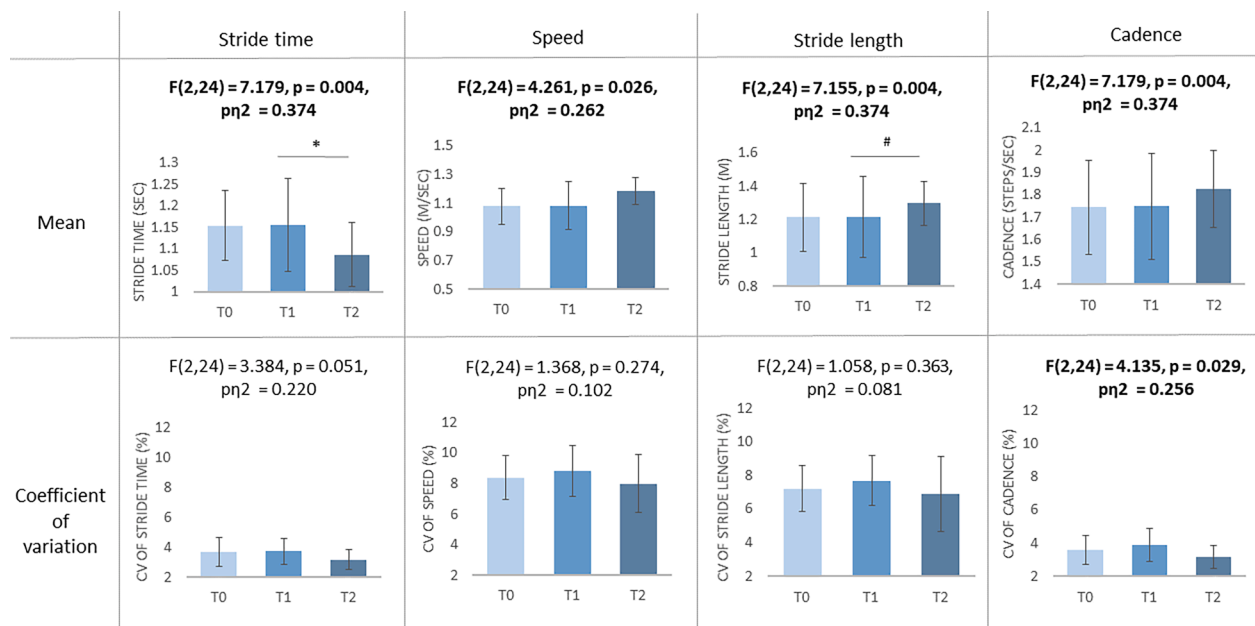 Stride time
Speed
Stride length
Cadence
Mean
F(2,24) = 7.179, p = 0.004,
pη2 = 0.374
*
STRIDE TIME (SEC)
1.3
1.25
1.2
1.15
1.1
1.05
1
T0 T1 T2
F(2,24) = 4.261, p = 0.026,
pη2 = 0.262
SPEED (M/SEC)
1.5
1.3
1.1
0.9
0.7
0.5
T0 T1 T2
F(2,24) = 7.155, p = 0.004,
pη2 = 0.374
#
STRIDE LENGTH (M)
1.6
1.4
1.2
1
0.8
T0 T1 T2
F(2,24) = 7.179, p = 0.004,
pη2 = 0.374
CADENCE (STEPS/SEC)
2.1
2
1.9
1.8
1.7
1.6
1.5
1.4
T0 T1 T2
Coefficient
of
variation
F(2,24) = 3.384, p = 0.051,
pη2 = 0.220
CV OF STRIDE TIME (%)
12
10
8
6
4
2
T0 T1 T2
F(2,24) = 1.368, p = 0.274,
pη2 = 0.102
CV OF SPEED (%)
12
10
8
6
4
2
T0 T1 T2
F(2,24) = 1.058, p = 0.363,
pη2 = 0.081
CV OF STRIDE LENGTH (%)
12
10
8
6
4
2
T0 T1 T2
F(2,24) = 4.135, p = 0.029,
pη2 = 0.256
CV OF CADENCE (%)
12
10
8
6
4
2
T0 T1 T2